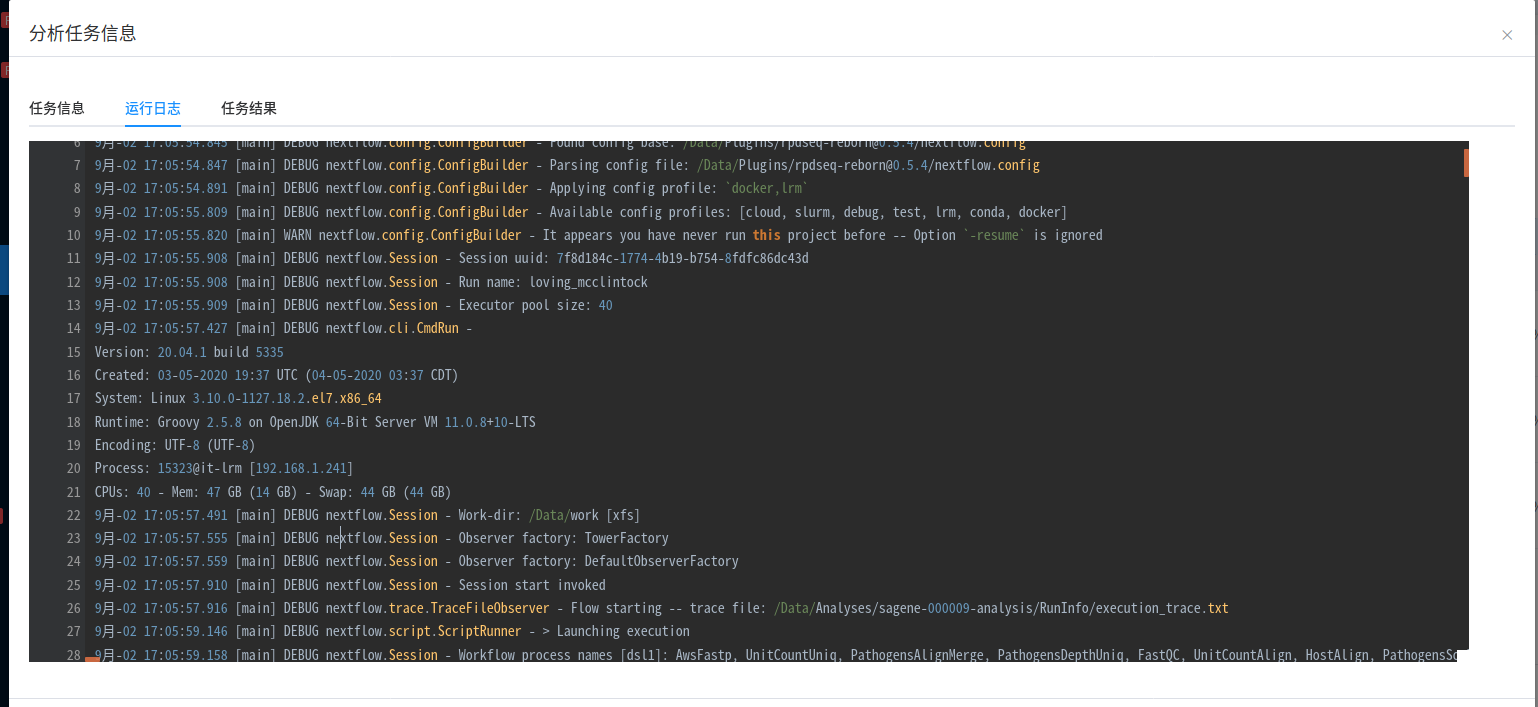 分析任务信息
任务信息 运行日志 任务结果
6 9月-02 17:05:54.845 [main] DEBUG nextflow.config.ConfigBuilder - Found config base: /Data/Plugins/rpdseq-reborn@0.5.4/nextflow.config
7 9月-02 17:05:54.847 [main] DEBUG nextflow.config.ConfigBuilder - Parsing config file: /Data/Plugins/rpdseq-reborn@0.5.4/nextflow.config
8 9月-02 17:05:54.891 [main] DEBUG nextflow.config.ConfigBuilder - Applying config profile: `docker,lrm`
9 9月-02 17:05:55.809 [main] DEBUG nextflow.config.ConfigBuilder - Available config profiles: [cloud, slurm, debug, test, lrm, conda, docker]
10 9月-02 17:05:55.820 [main] WARN nextflow.config.ConfigBuilder - It appears you have never run this project before -- Option `-resume` is ignored
11 9月-02 17:05:55.908 [main] DEBUG nextflow.Session - Session uuid: 7f8d184c-1774-4b19-b754-8fdfc86dc43d
12 9月-02 17:05:55.908 [main] DEBUG nextflow.Session - Run name: loving_mcclintock
13 9月-02 17:05:55.909 [main] DEBUG nextflow.Session - Executor pool size: 40
14 9月-02 17:05:57.427 [main] DEBUG nextflow.cli.CmdRun -
15 Version: 20.04.1 build 5335
16 Created: 03-05-2020 19:37 UTC (04-05-2020 03:37 CDT)
17 System: Linux 3.10.0-1127.18.2.el7.x86_64
18 Runtime: Groovy 2.5.8 on OpenJDK 64-Bit Server VM 11.0.8+10-LTS
19 Encoding: UTF-8 (UTF-8)
20 Process: 15323@it-lrm [192.168.1.241]
21 CPUs: 40 - Mem: 47 GB (14 GB) - Swap: 44 GB (44 GB)
22 9月-02 17:05:57.491 [main] DEBUG nextflow.Session - Work-dir: /Data/work [xfs]
23 9月-02 17:05:57.555 [main] DEBUG nextflow.Session - Observer factory: TowerFactory
24 9月-02 17:05:57.559 [main] DEBUG nextflow.Session - Observer factory: DefaultObserverFactory
25 9月-02 17:05:57.910 [main] DEBUG nextflow.Session - Session start invoked
26 9月-02 17:05:57.916 [main] DEBUG nextflow.trace.TraceFileObserver - Flow starting -- trace file: /Data/Analyses/sagene-000009-analysis/RunInfo/execution_trace.txt
27 9月-02 17:05:59.146 [main] DEBUG nextflow.script.ScriptRunner - > Launching execution
28 9月-02 17:05:59.158 [main] DEBUG nextflow.Session - Workflow process names [dsl1]: AwsFastp, UnitCountUniq, PathogensAlignMerge, PathogensDepthUniq, FastQC, UnitCountAlign, HostAlign,